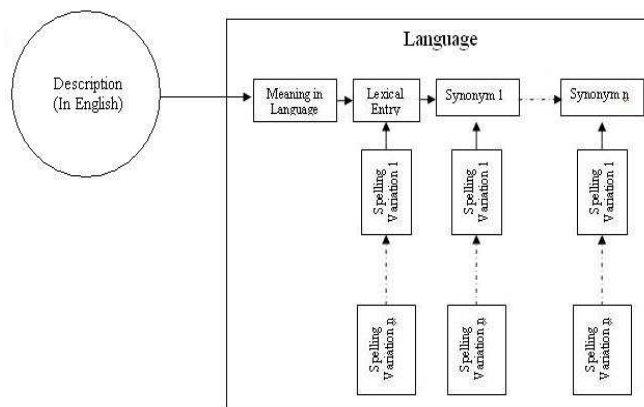 Language
Description
(In English)
Meaning in
Language
Lexical
Entry
Synonym 1
Synonym n
Spelling
Variation 1
Spelling
Variation 1
Spelling
Variation 1
Spelling
Variation n
Spelling
Variation n
Spelling
Variation n